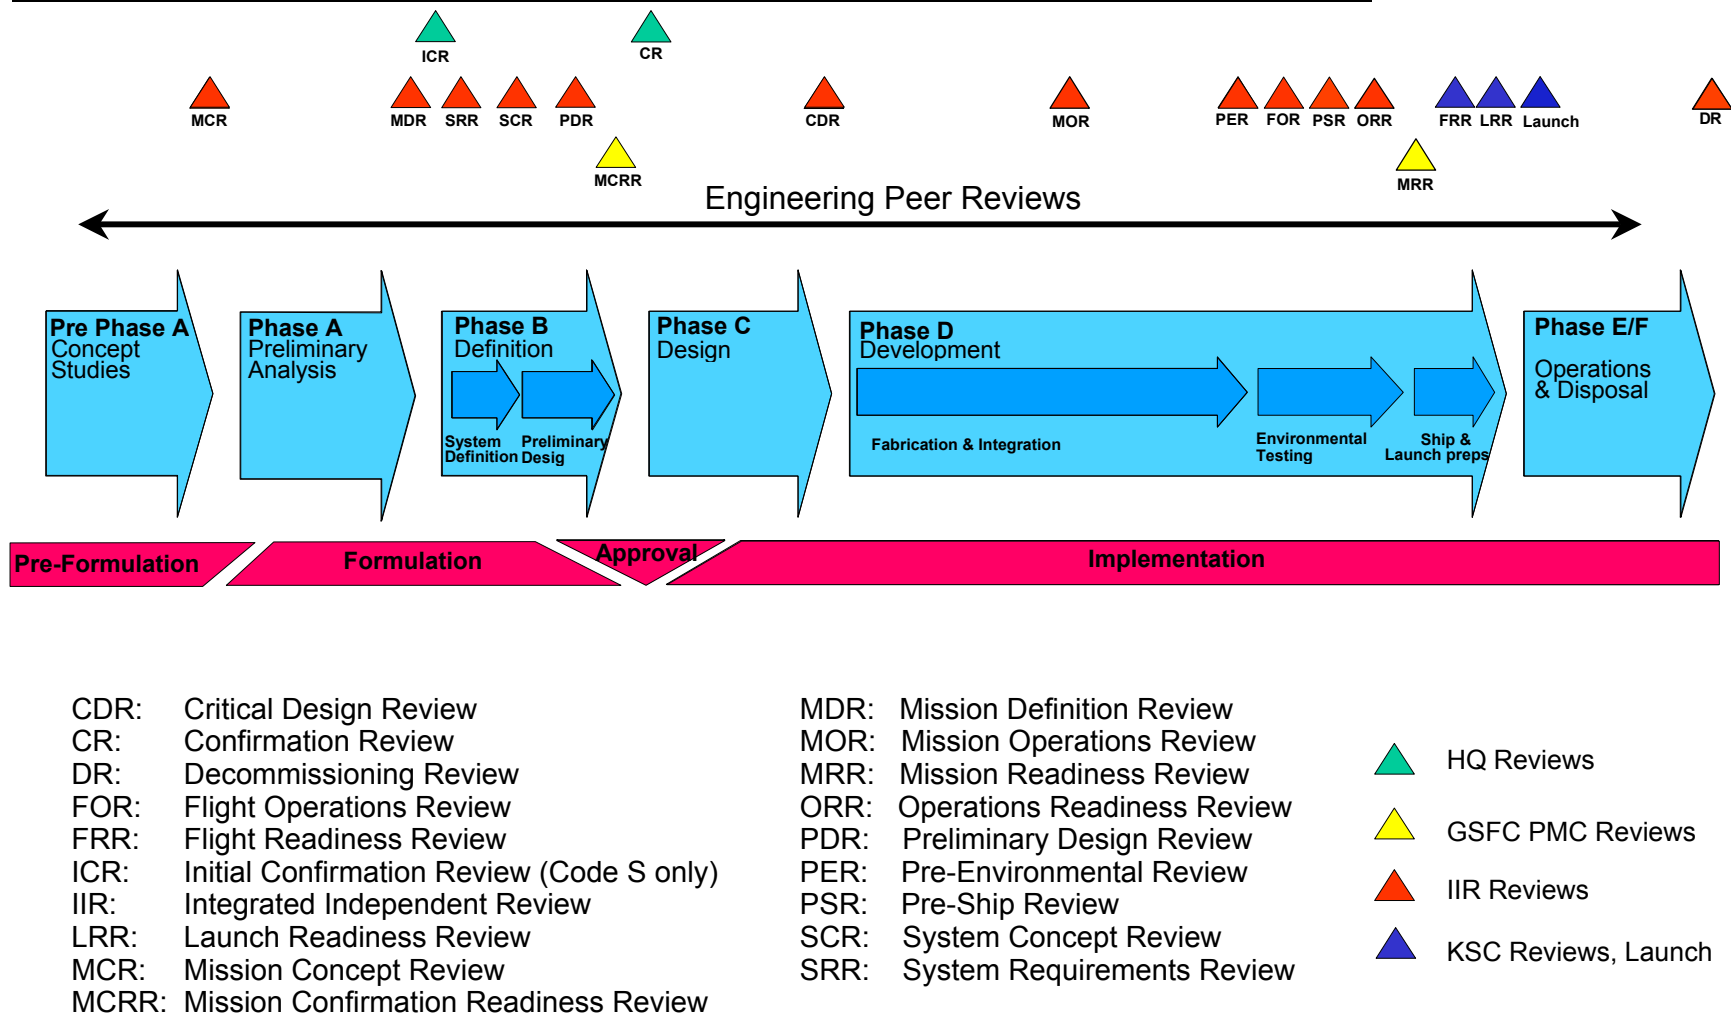 ICR CR
MCR MDR SRR SCR PDR CDR MOR PER FOR PSR ORR FRR LRR Launch DR
MCRR MRR
Engineering Peer Reviews
Pre Phase A
Concept
Studies
Phase A
Preliminary
Analysis
Phase B
Definition
System
Definition
Preliminary
Desig
Phase C
Design
Phase D
Development
Fabrication & Integration
Environmental
Testing
Ship &
Launch preps
Phase E/F
Operations
& Disposal
Pre-Formulation
Formulation
Approval
Implementation
CDR: Critical Design Review
CR: Confirmation Review
DR: Decommissioning Review
FOR: Flight Operations Review
FRR: Flight Readiness Review
ICR: Initial Confirmation Review (Code S only)
IIR: Integrated Independent Review
LRR: Launch Readiness Review
MCR: Mission Concept Review
MCRR: Mission Confirmation Readiness Review
MDR: Mission Definition Review
MOR: Mission Operations Review
MRR: Mission Readiness Review
ORR: Operations Readiness Review
PDR: Preliminary Design Review
PER: Pre-Environmental Review
PSR: Pre-Ship Review
SCR: System Concept Review
SRR: System Requirements Review
HQ Reviews
GSFC PMC Reviews
IIR Reviews
KSC Reviews, Launch